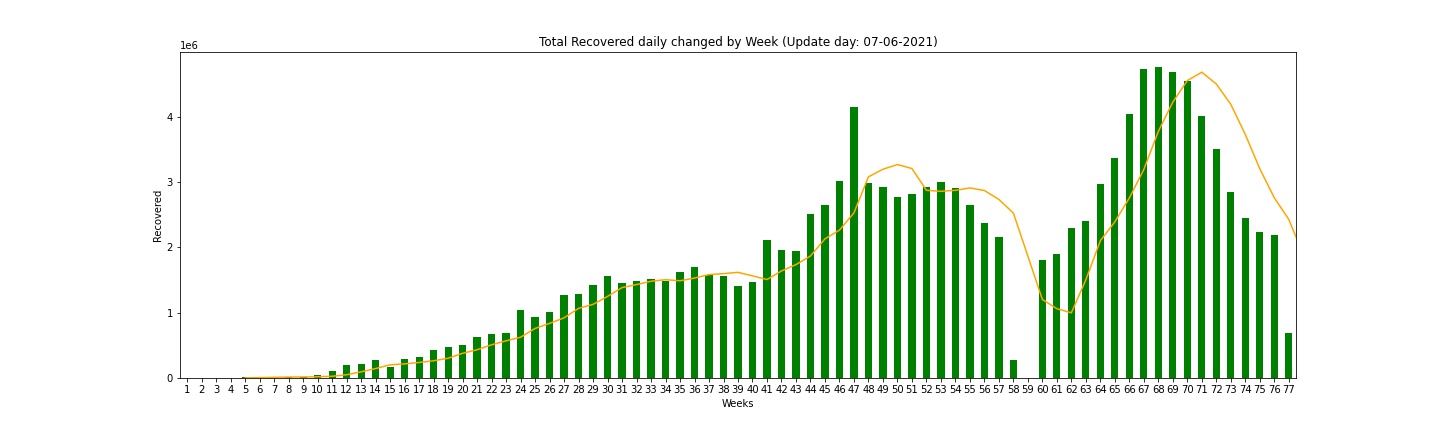 Total Recovered daily changed by Week (Update day: 07-06-2021)
1e6
4
3
2
1
0
Recovered
1 2 3 4 5 6 7 8 9 10 11 12 13 14 15 16 17 18 19 20 21 22 23 24 25 26 27 28 29 30 31 32 33 34 35 36 37 38 39 40 41 42 43 44 45 46 47 48 49 50 51 52 53 54 55 56 57 58 59 60 61 62 63 64 65 66 67 68 69 70 71 72 73 74 75 76 77
Weeks